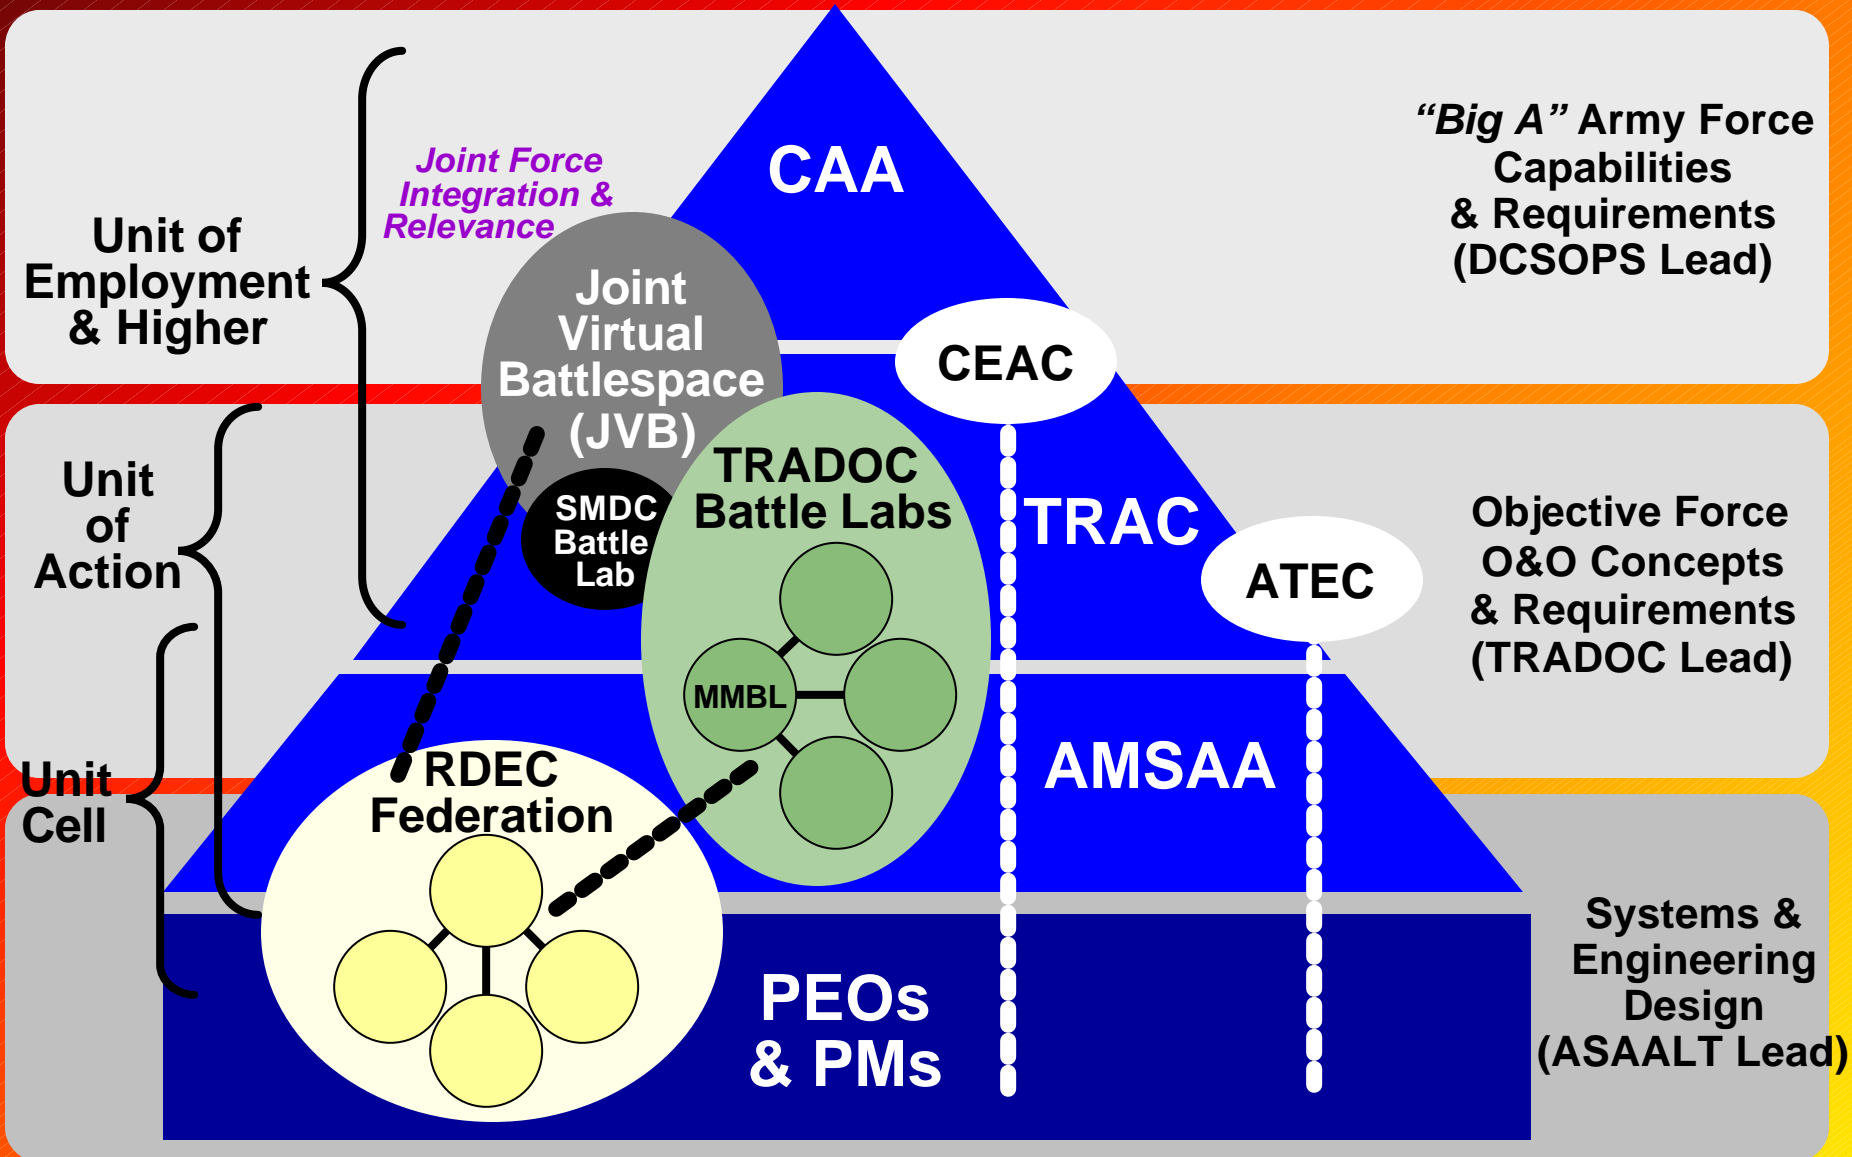 CAA
“Big A” Army Force
Capabilities
& Requirements
(DCSOPS Lead)
Joint Force
Integration &
Relevance
Unit of
Employment
& Higher
Joint
Virtual
Battlespace
(JVB)
CEAC
TRADOC
Battle Labs
SMDC
Battle
Lab
TRAC
ATEC
Unit
of
Action
Objective Force
O&O Concepts
& Requirements
(TRADOC Lead)
MMBL
AMSAA
RDEC
Federation
Unit
Cell
PEOs
& PMs
Systems &
Engineering
Design
(ASAALT Lead)